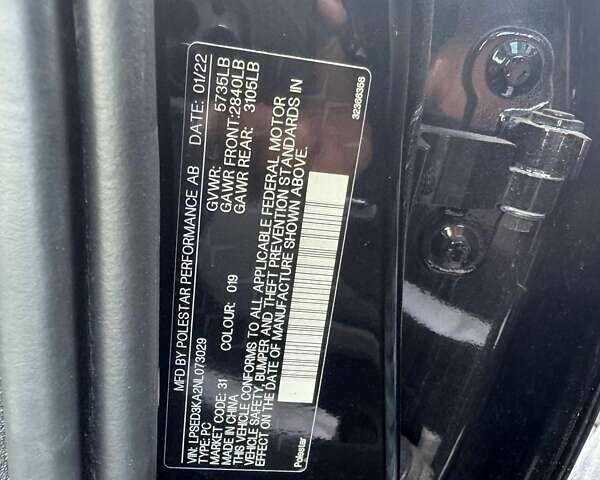 MFD BY POLESTAR PERFORMANCE AB DATE: 01/22
GVWR: 5735LB
GAWR FRONT:2840LB
GAWR REAR: 3105LB
VIN: LPSED3KA2NL073029
TYPE: PC
MARKET CODE: 31 COLOUR: 019
MADE IN CHINA
THIS VEHICLE CONFORMS TO ALL APPLICABLE FEDERAL MOTOR
VEHICLE SAFETY, BUMPER AND THEFT PREVENTION STANDARDS IN
EFFECT ON THE DATE OF MANUFACTURE SHOWN ABOVE.
Polestar 32366356